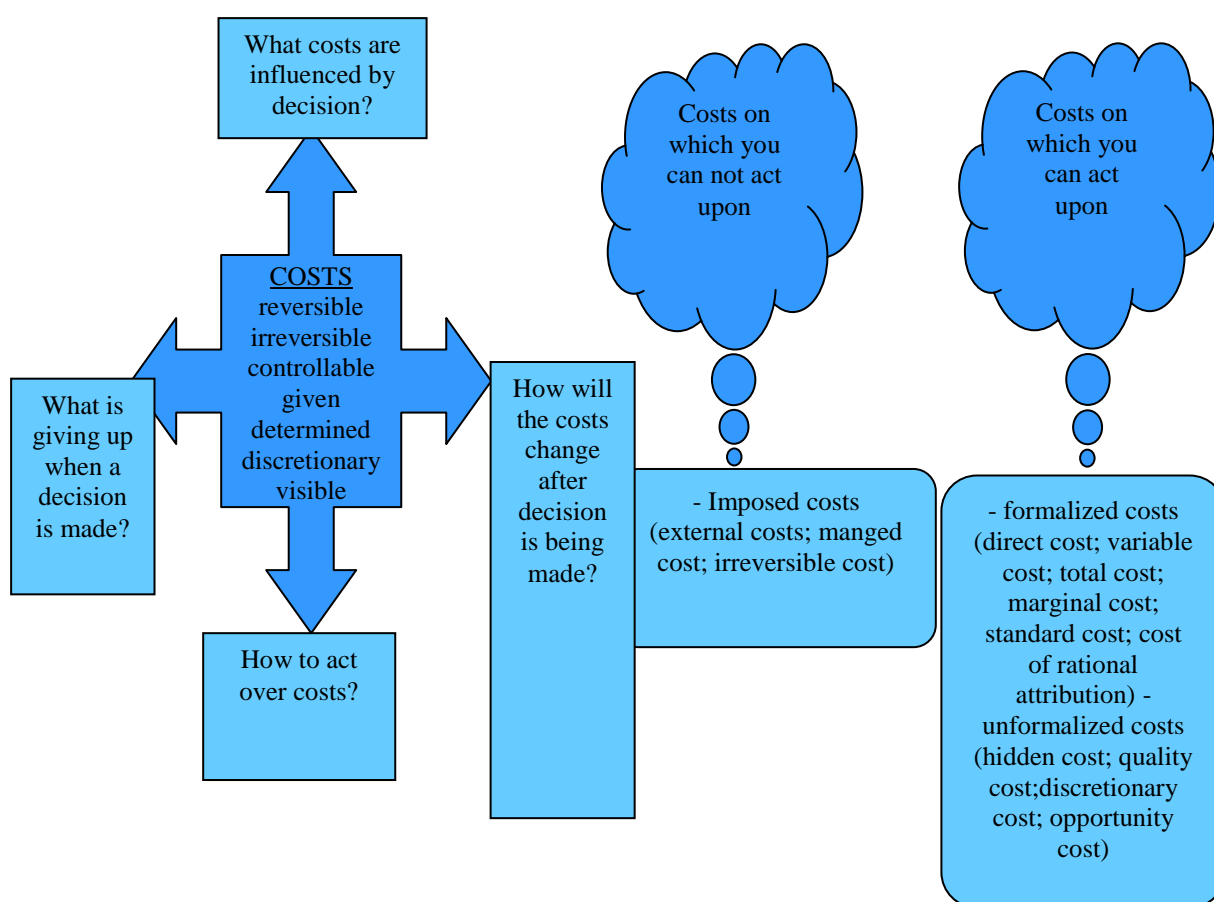 What costs are
influenced by
decision?
Costs on
which you
can not act
upon
Costs on
which you
can act
upon
COSTS
reversible
irreversible
controllable
given
determined
discretionary
visible
What is
giving up
when a
decision
is made?
How will
the costs
change
after
decision
is being
made?
- Imposed costs
(external costs; manged
cost; irreversible cost)
- formalized costs
(direct cost; variable
cost; total cost;
marginal cost;
standard cost; cost
of rational
attribution) -
unformalized costs
(hidden cost; quality
cost;discretionary
cost; opportunity
cost)
How to act
over costs?